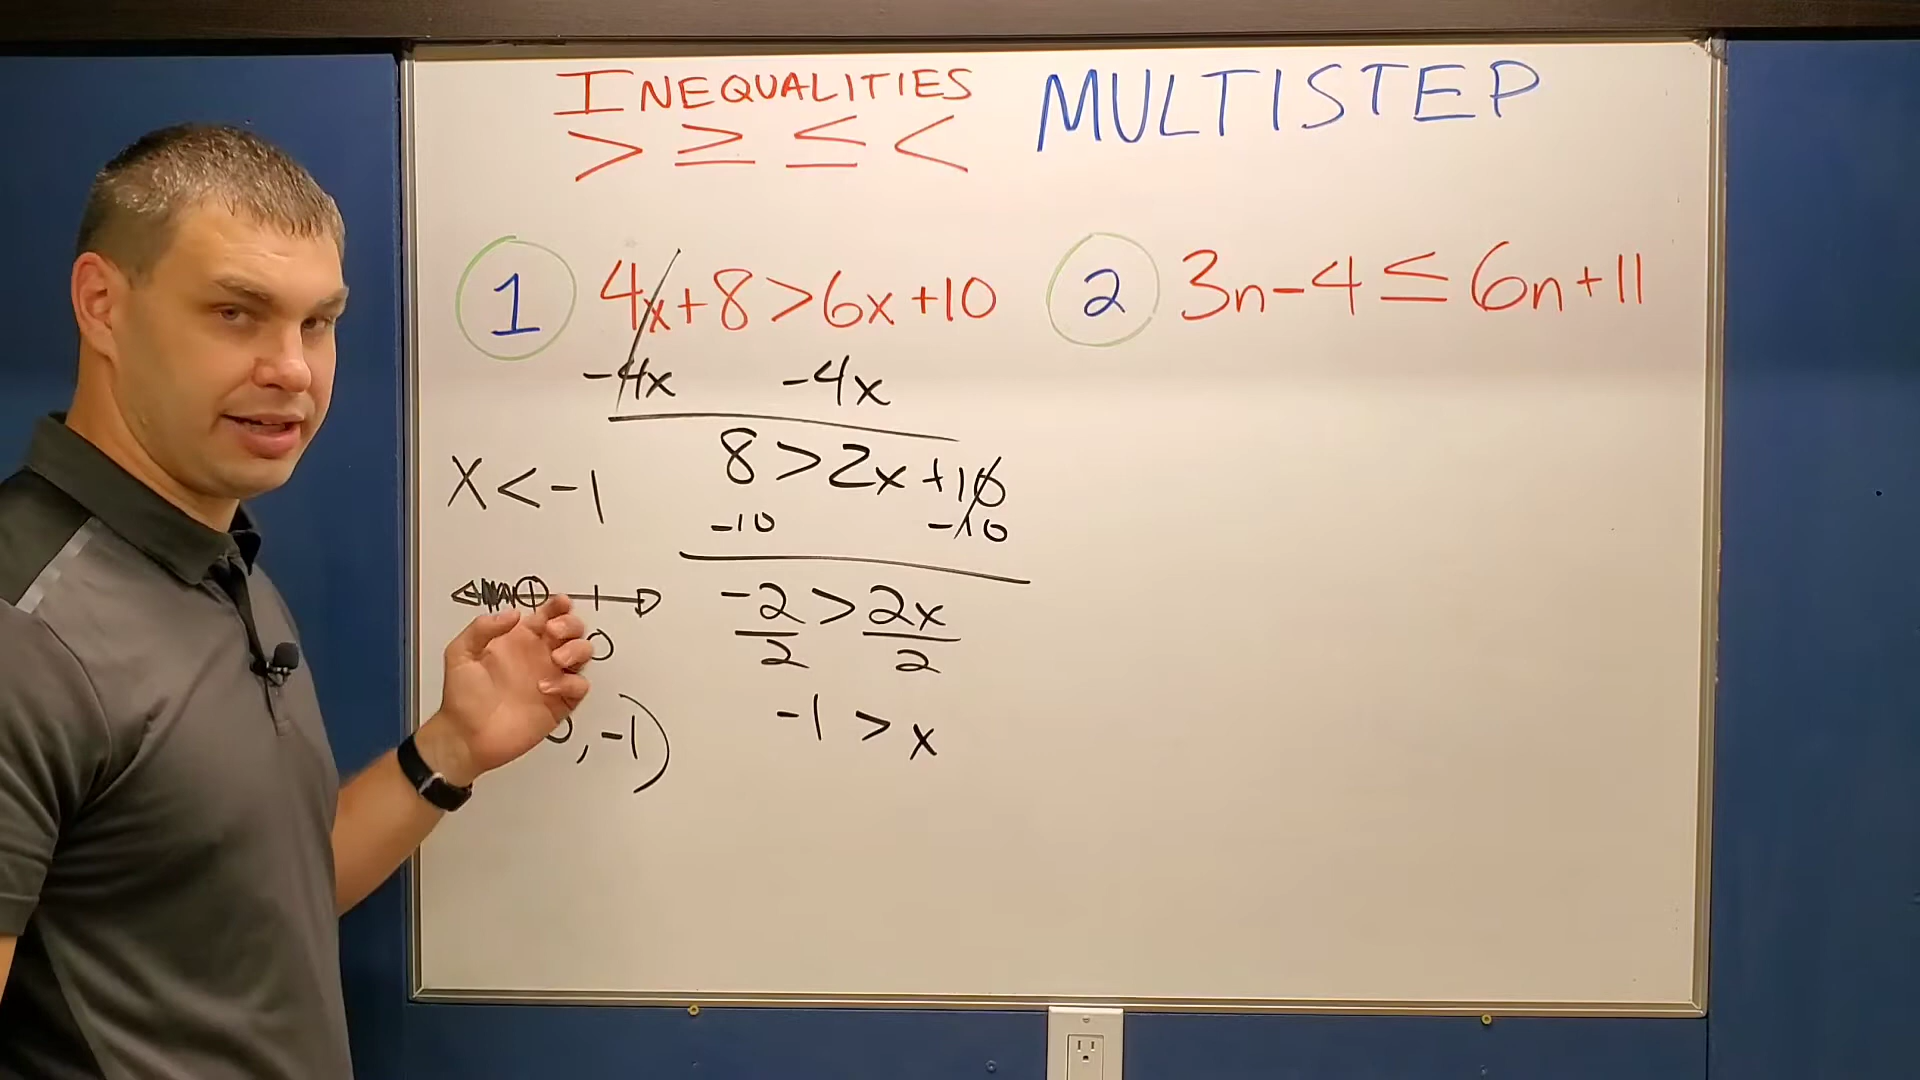 INEQUALITIES MULTISTEP
> ≥ ≤ <
1 4x+8>6x+10
-4x -4x
8>2x+10
-10 -10
-2>2x
2 2
-1 > x
x<-1
0
, -1)
2 3n-4≤6n+11